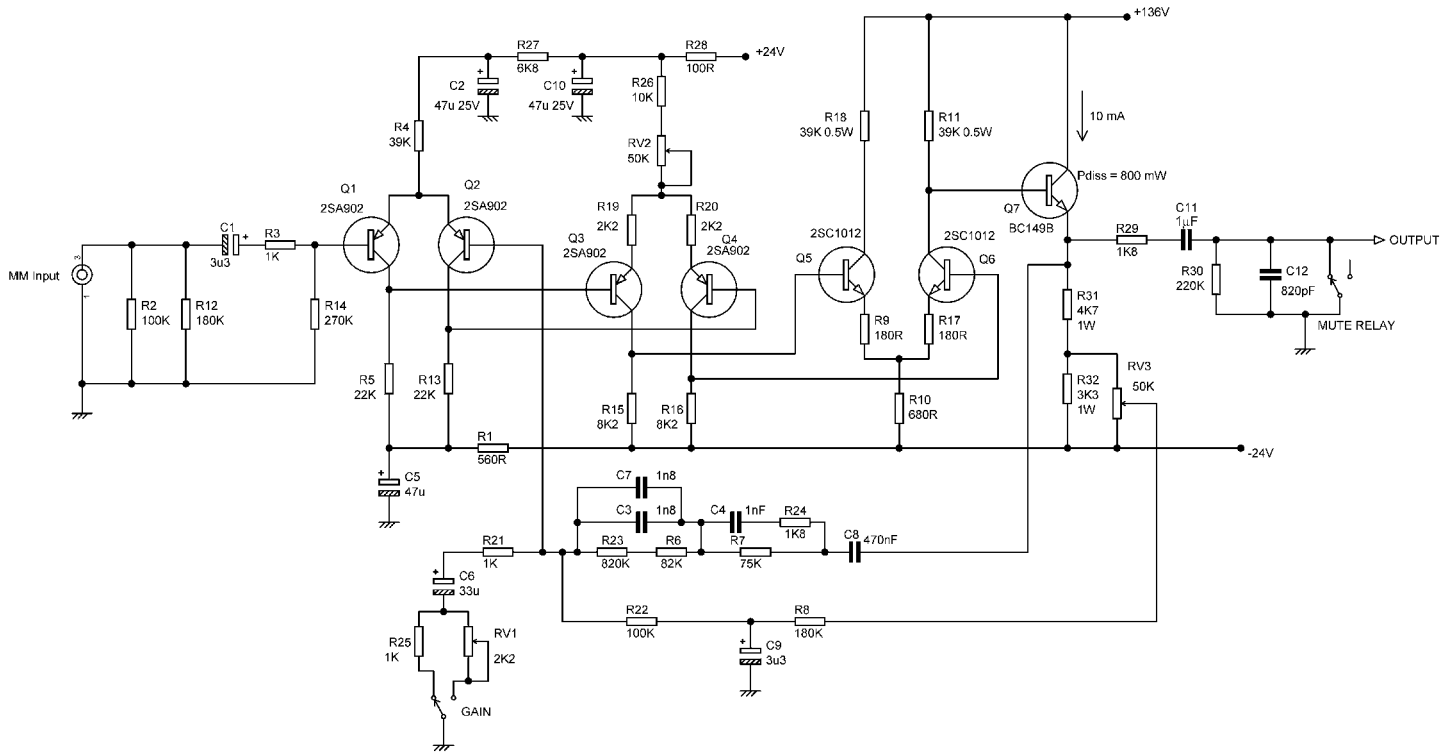 +136V
R27
6K8
R28
100R
+24V
C2
47u 25V
C10
47u 25V
R26
10K
R4
39K
RV2
50K
R18
39K 0.5W
R11
39K 0.5W
10 mA
Q1
2SA902
Q2
2SA902
Pdiss = 800 mW
Q7
BC149B
R19
2K2
R20
2K2
Q3
2SA902
Q4
2SA902
2SC1012
Q5
2SC1012
Q6
C1
3u3
R3
1K
C11
1µF
R29
1K8
OUTPUT
MM Input
3
1
R2
100K
R12
180K
R14
270K
R30
220K
C12
820pF
MUTE RELAY
R31
4K7
1W
R9
180R
R17
180R
R5
22K
R13
22K
R15
8K2
R16
8K2
R10
680R
R32
3K3
1W
RV3
50K
R1
560R
-24V
C5
47u
C7
1n8
C3
1n8
C4
1nF
R24
1K8
R21
1K
R23
820K
R6
82K
R7
75K
C8
470nF
C6
33u
R22
100K
R8
180K
R25
1K
RV1
2K2
C9
3u3
GAIN